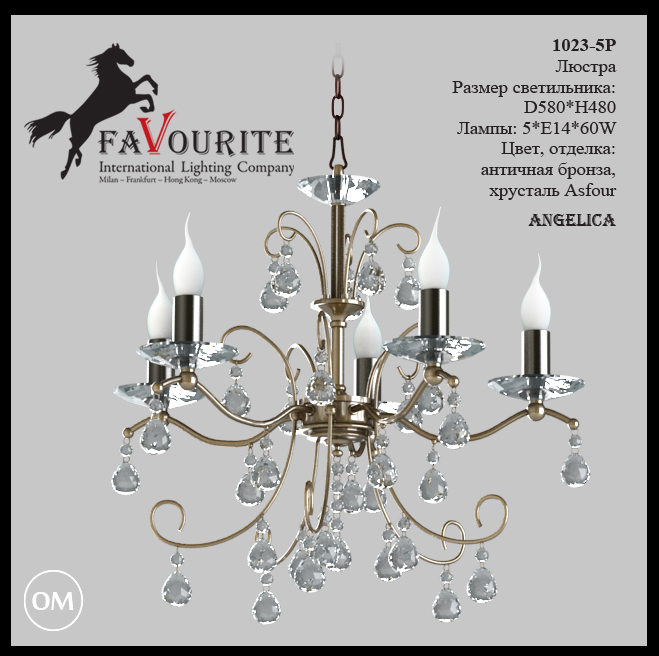 FAVOURITE
International Lighting Company
Milan – Frankfurt – Hong Kong – Moscow
1023-5P
Люстра
Размер светильника:
D580*H480
Лампы: 5*E14*60W
Цвет, отделка:
античная бронза,
хрусталь Asfour
ANGELICA
OM